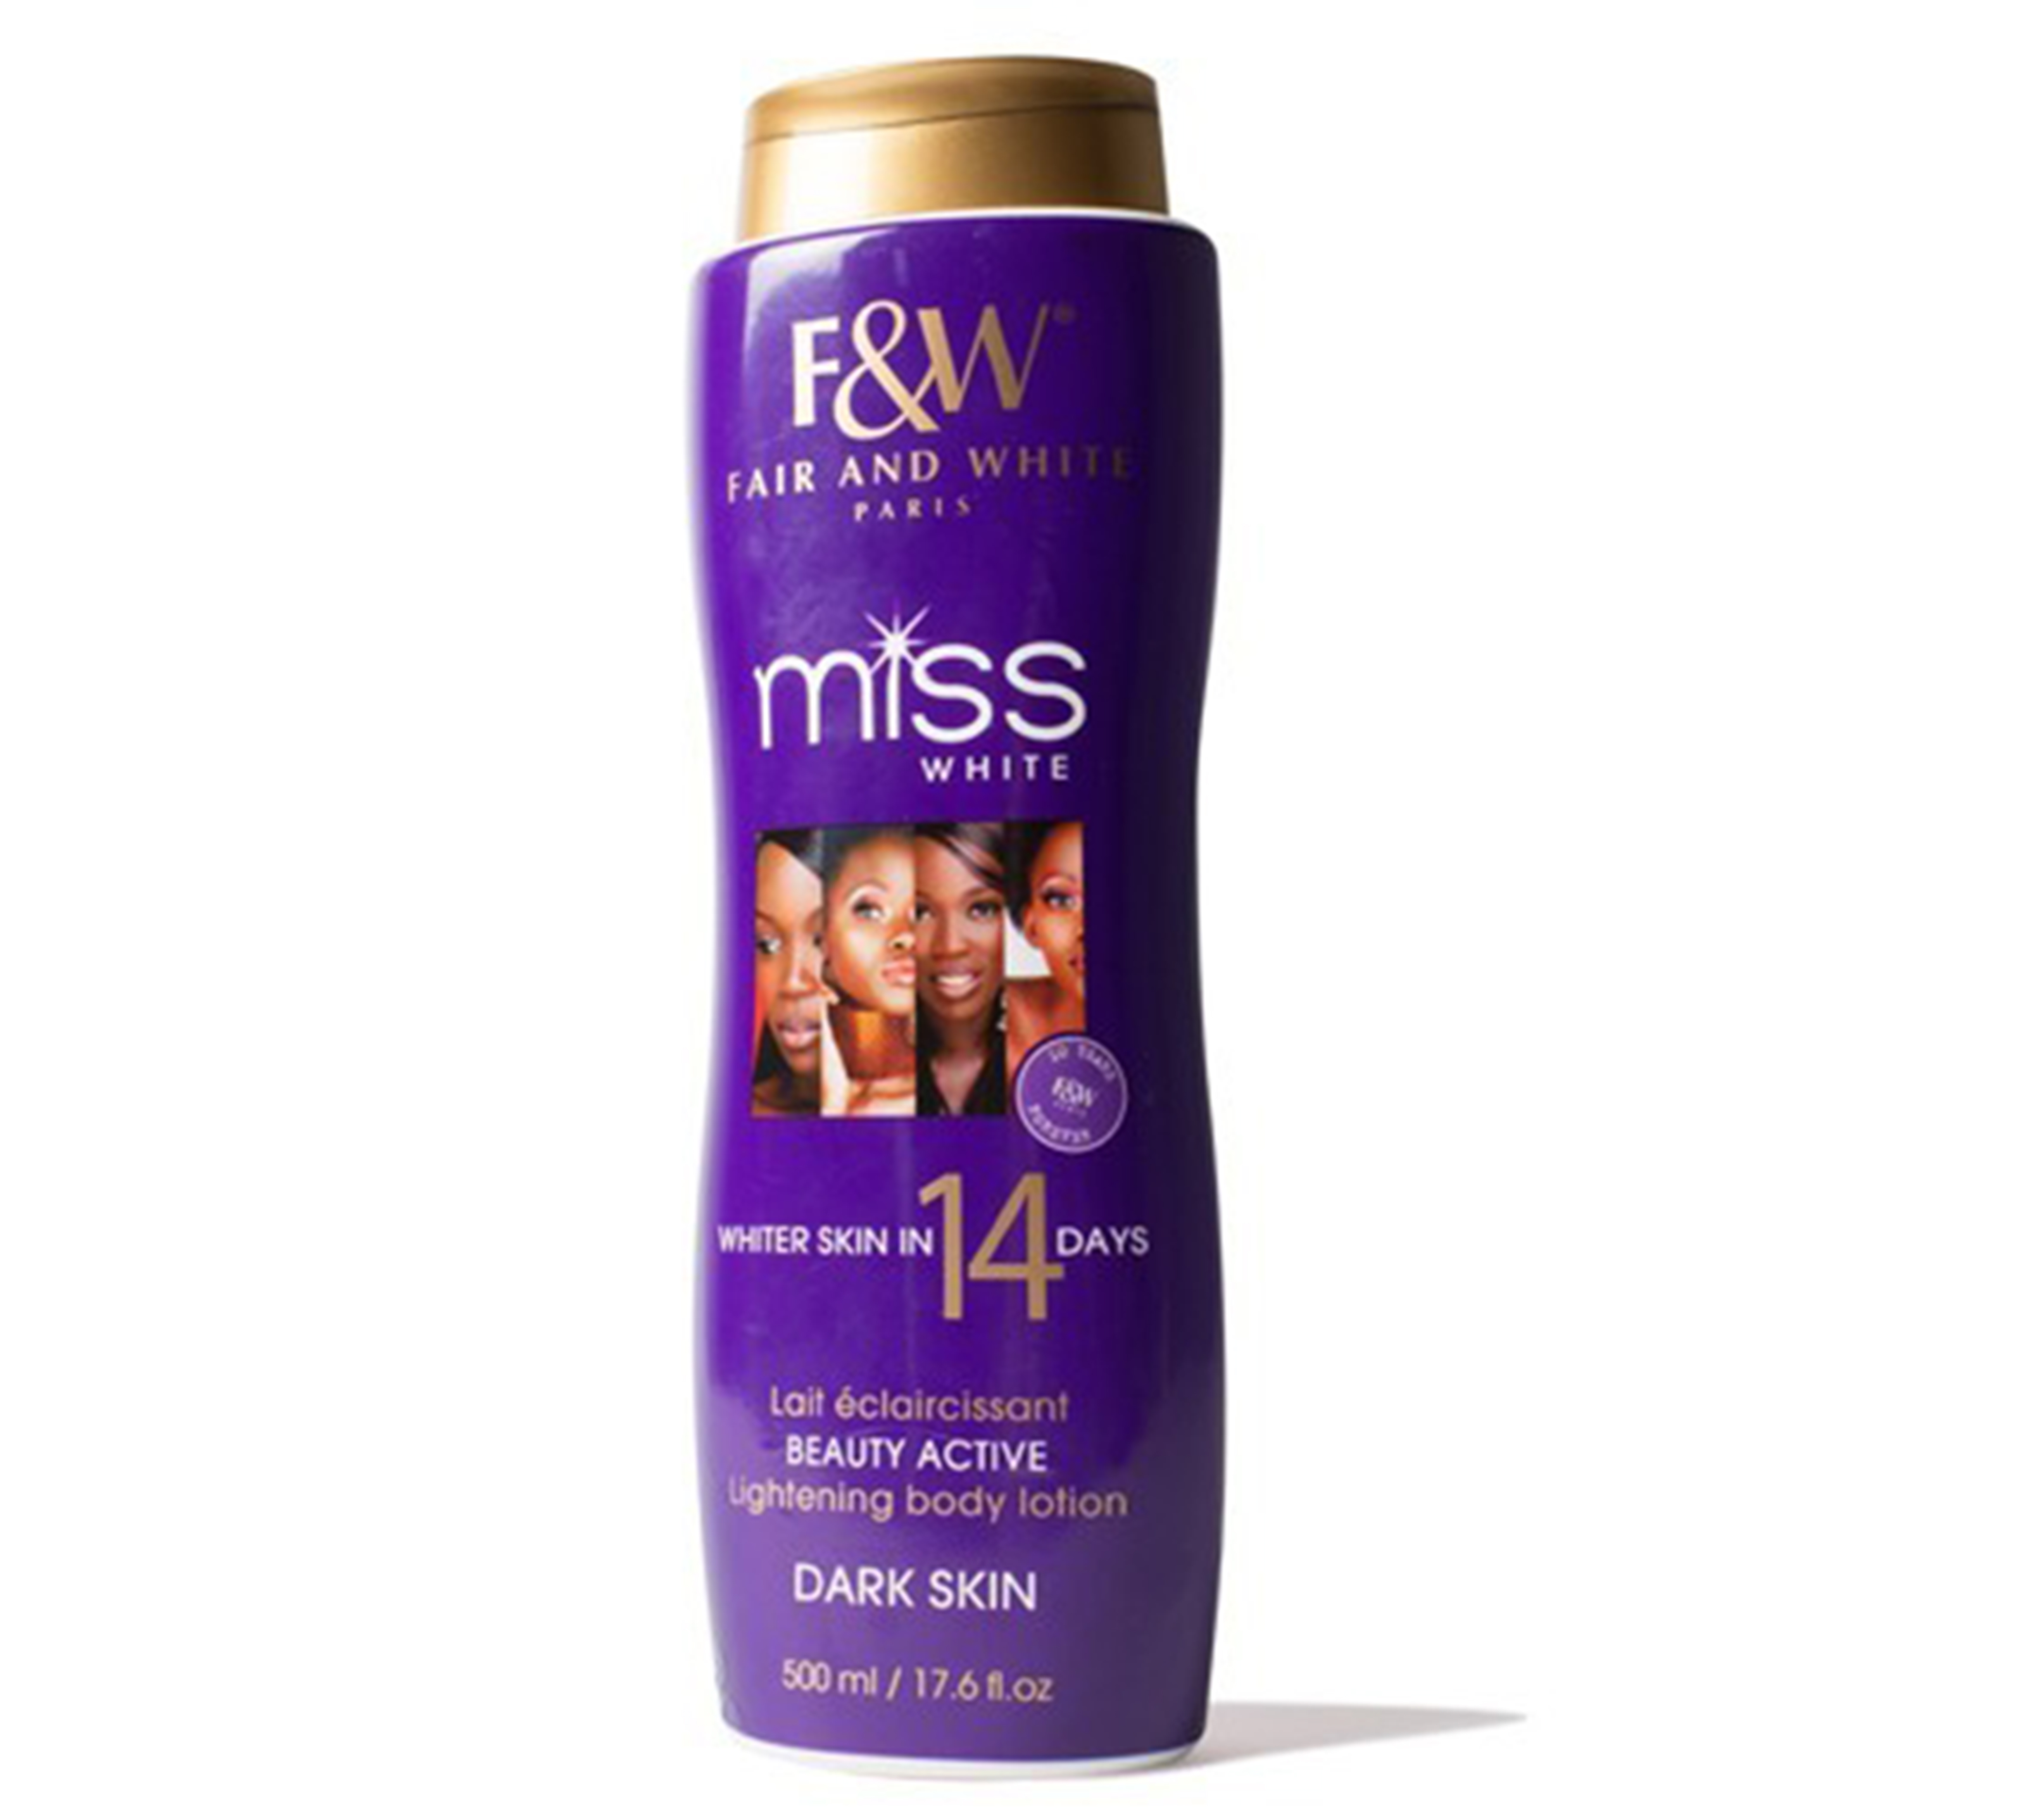 F&W®
FAIR AND WHITE
PARIS
miss
WHITE
F&W
FOREVER
WHITER SKIN IN 14 DAYS
Lait éclaircissant
BEAUTY ACTIVE
Lightening body lotion
DARK SKIN
500 ml / 17.6 fl.oz